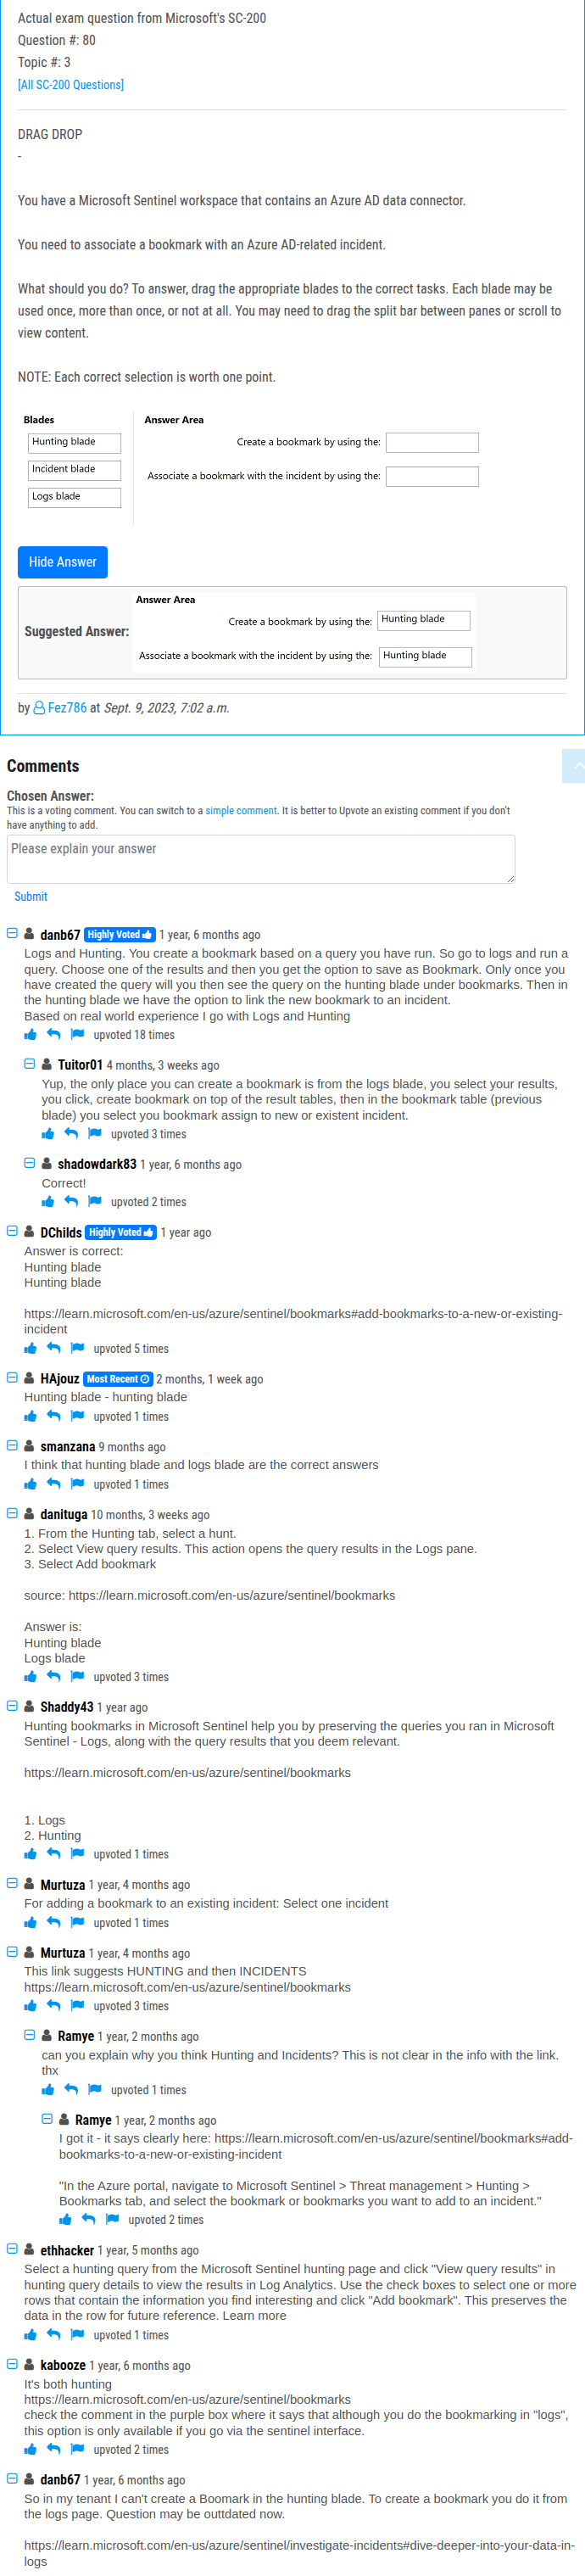 Actual exam question from Microsoft's SC-200
Question #: 80
Topic #: 3
[All SC-200 Questions]
DRAG DROP
-
You have a Microsoft Sentinel workspace that contains an Azure AD data connector.
You need to associate a bookmark with an Azure AD-related incident.
What should you do? To answer, drag the appropriate blades to the correct tasks. Each blade may be
used once, more than once, or not at all. You may need to drag the split bar between panes or scroll to
view content.
NOTE: Each correct selection is worth one point.
Blades
Hunting blade
Incident blade
Logs blade
Answer Area
Create a bookmark by using the:
Associate a bookmark with the incident by using the:
Hide Answer
Suggested Answer:
Answer Area
Create a bookmark by using the: Hunting blade
Associate a bookmark with the incident by using the: Hunting blade
by Fez786 at Sept. 9, 2023, 7:02 a.m.
Comments
Chosen Answer:
This is a voting comment. You can switch to a simple comment. It is better to Upvote an existing comment if you don't
have anything to add.
Please explain your answer
Submit
danb67 Highly Voted 1 year, 6 months ago
Logs and Hunting. You create a bookmark based on a query you have run. So go to logs and run a
query. Choose one of the results and then you get the option to save as Bookmark. Only once you
have created the query will you then see the query on the hunting blade under bookmarks. Then in
the hunting blade we have the option to link the new bookmark to an incident.
Based on real world experience I go with Logs and Hunting
upvoted 18 times
Tuitor01 4 months, 3 weeks ago
Yup, the only place you can create a bookmark is from the logs blade, you select your results,
you click, create bookmark on top of the result tables, then in the bookmark table (previous
blade) you select you bookmark assign to new or existent incident.
upvoted 3 times
shadowdark83 1 year, 6 months ago
Correct!
upvoted 2 times
DChilds Highly Voted 1 year ago
Answer is correct:
Hunting blade
Hunting blade
https://learn.microsoft.com/en-us/azure/sentinel/bookmarks#add-bookmarks-to-a-new-or-existing-
incident
upvoted 5 times
HAjouz Most Recent 2 months, 1 week ago
Hunting blade - hunting blade
upvoted 1 times
smanzana 9 months ago
I think that hunting blade and logs blade are the correct answers
upvoted 1 times
danituga 10 months, 3 weeks ago
1. From the Hunting tab, select a hunt.
2. Select View query results. This action opens the query results in the Logs pane.
3. Select Add bookmark
source: https://learn.microsoft.com/en-us/azure/sentinel/bookmarks
Answer is:
Hunting blade
Logs blade
upvoted 3 times
Shaddy43 1 year ago
Hunting bookmarks in Microsoft Sentinel help you by preserving the queries you ran in Microsoft
Sentinel - Logs, along with the query results that you deem relevant.
https://learn.microsoft.com/en-us/azure/sentinel/bookmarks
1. Logs
2. Hunting
upvoted 1 times
Murtuza 1 year, 4 months ago
For adding a bookmark to an existing incident: Select one incident
upvoted 1 times
Murtuza 1 year, 4 months ago
This link suggests HUNTING and then INCIDENTS
https://learn.microsoft.com/en-us/azure/sentinel/bookmarks
upvoted 3 times
Ramye 1 year, 2 months ago
can you explain why you think Hunting and Incidents? This is not clear in the info with the link.
thx
upvoted 1 times
Ramye 1 year, 2 months ago
I got it - it says clearly here: https://learn.microsoft.com/en-us/azure/sentinel/bookmarks#add-
bookmarks-to-a-new-or-existing-incident
"In the Azure portal, navigate to Microsoft Sentinel > Threat management > Hunting >
Bookmarks tab, and select the bookmark or bookmarks you want to add to an incident."
upvoted 2 times
ethhacker 1 year, 5 months ago
Select a hunting query from the Microsoft Sentinel hunting page and click "View query results" in
hunting query details to view the results in Log Analytics. Use the check boxes to select one or more
rows that contain the information you find interesting and click "Add bookmark". This preserves the
data in the row for future reference. Learn more
upvoted 1 times
kabooze 1 year, 6 months ago
It's both hunting
https://learn.microsoft.com/en-us/azure/sentinel/bookmarks
check the comment in the purple box where it says that although you do the bookmarking in "logs",
this option is only available if you go via the sentinel interface.
upvoted 2 times
danb67 1 year, 6 months ago
So in my tenant I can't create a Boomark in the hunting blade. To create a bookmark you do it from
the logs page. Question may be outtdated now.
https://learn.microsoft.com/en-us/azure/sentinel/investigate-incidents#dive-deeper-into-your-data-in-
logs